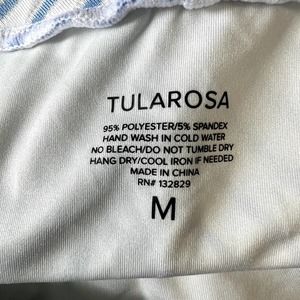 TULAROSA
95% POLYESTER/5% SPANDEX
HAND WASH IN COLD WATER
NO BLEACH/DO NOT TUMBLE DRY
HANG DRY/COOL IRON IF NEEDED
MADE IN CHINA
RN# 132829
M